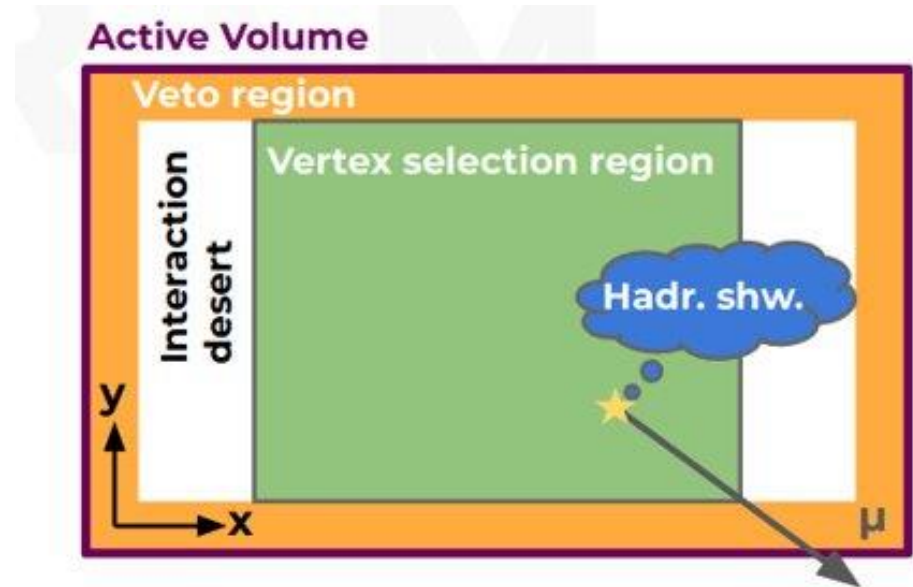 Active Volume
Veto region
Vertex selection region
Interaction
desert
Hadr. shw.
y
x
μ